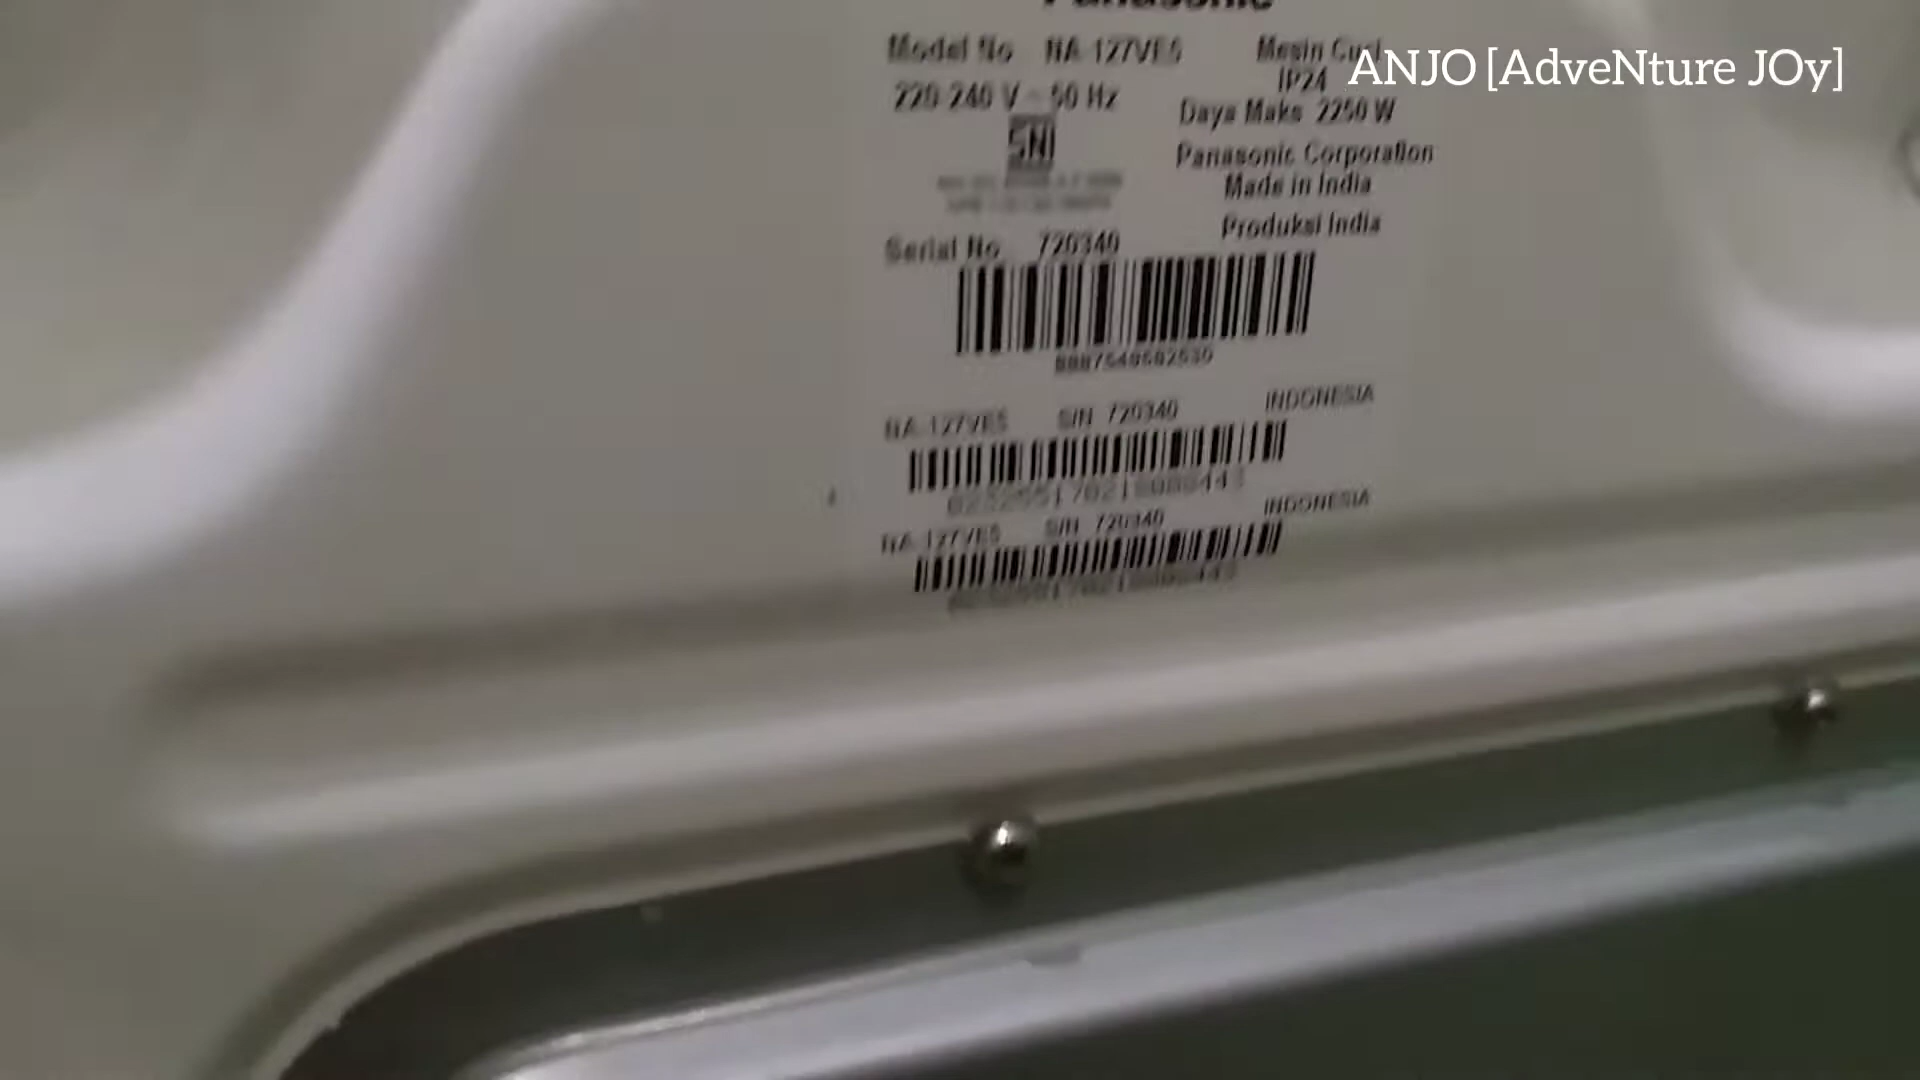 Panasonic
Model No NA-127VE5
Mesin Cuci
ANJO [AdveNture JOy]
IP24
220-240 V ~ 50 Hz
Daya Maks 2250 W
SNI
Panasonic Corporation
Made in India
Produksi India
Serial No 720340
NA-127VE5 S/N 720340 INDONESIA
NA-127VE5 S/N 720340 INDONESIA